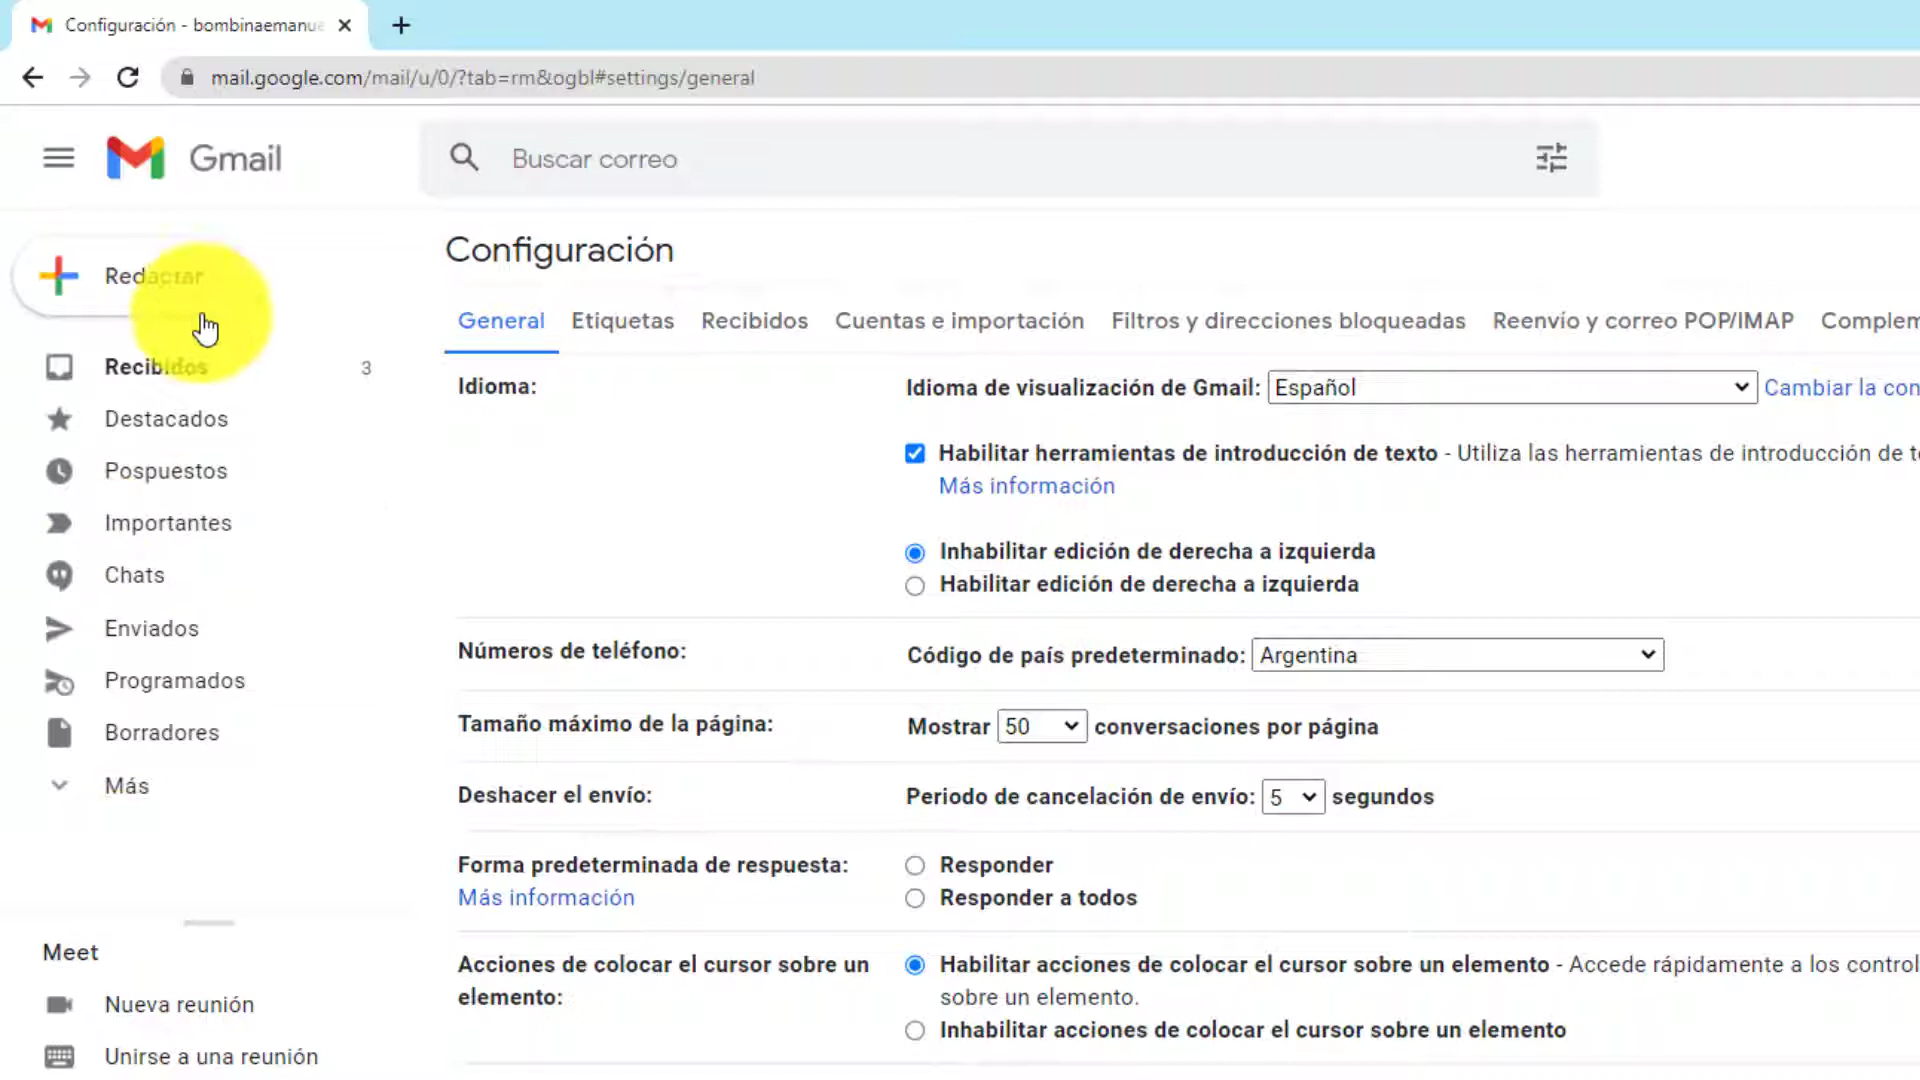 Configuración - bombinaemanue
mail.google.com/mail/u/0/?tab=rm&ogbl#settings/general
Gmail
Buscar correo
Redactar
Recibidos 3
Destacados
Pospuestos
Importantes
Chats
Enviados
Programados
Borradores
Más
Meet
Nueva reunión
Unirse a una reunión
Configuración
General Etiquetas Recibidos Cuentas e importación Filtros y direcciones bloqueadas Reenvío y correo POP/IMAP Complem
Idioma: Idioma de visualización de Gmail: Español Cambiar la con
Habilitar herramientas de introducción de texto - Utiliza las herramientas de introducción de te
Más información
Inhabilitar edición de derecha a izquierda
Habilitar edición de derecha a izquierda
Números de teléfono: Código de país predeterminado: Argentina
Tamaño máximo de la página: Mostrar 50 conversaciones por página
Deshacer el envío: Periodo de cancelación de envío: 5 segundos
Forma predeterminada de respuesta: Responder
Más información Responder a todos
Acciones de colocar el cursor sobre un Habilitar acciones de colocar el cursor sobre un elemento - Accede rápidamente a los control
elemento: sobre un elemento.
Inhabilitar acciones de colocar el cursor sobre un elemento